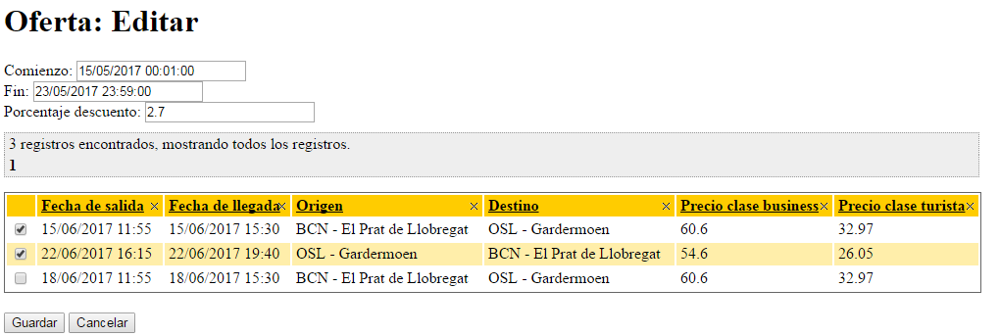 Oferta: Editar
Comienzo: 15/05/2017 00:01:00
Fin: 23/05/2017 23:59:00
Porcentaje descuento: 2.7
3 registros encontrados, mostrando todos los registros.
1
Fecha de salida Fecha de llegada Origen Destino Precio clase business Precio clase turista
15/06/2017 11:55 15/06/2017 15:30 BCN - El Prat de Llobregat OSL - Gardermoen 60.6 32.97
22/06/2017 16:15 22/06/2017 19:40 OSL - Gardermoen BCN - El Prat de Llobregat 54.6 26.05
18/06/2017 11:55 18/06/2017 15:30 BCN - El Prat de Llobregat OSL - Gardermoen 60.6 32.97
Guardar Cancelar